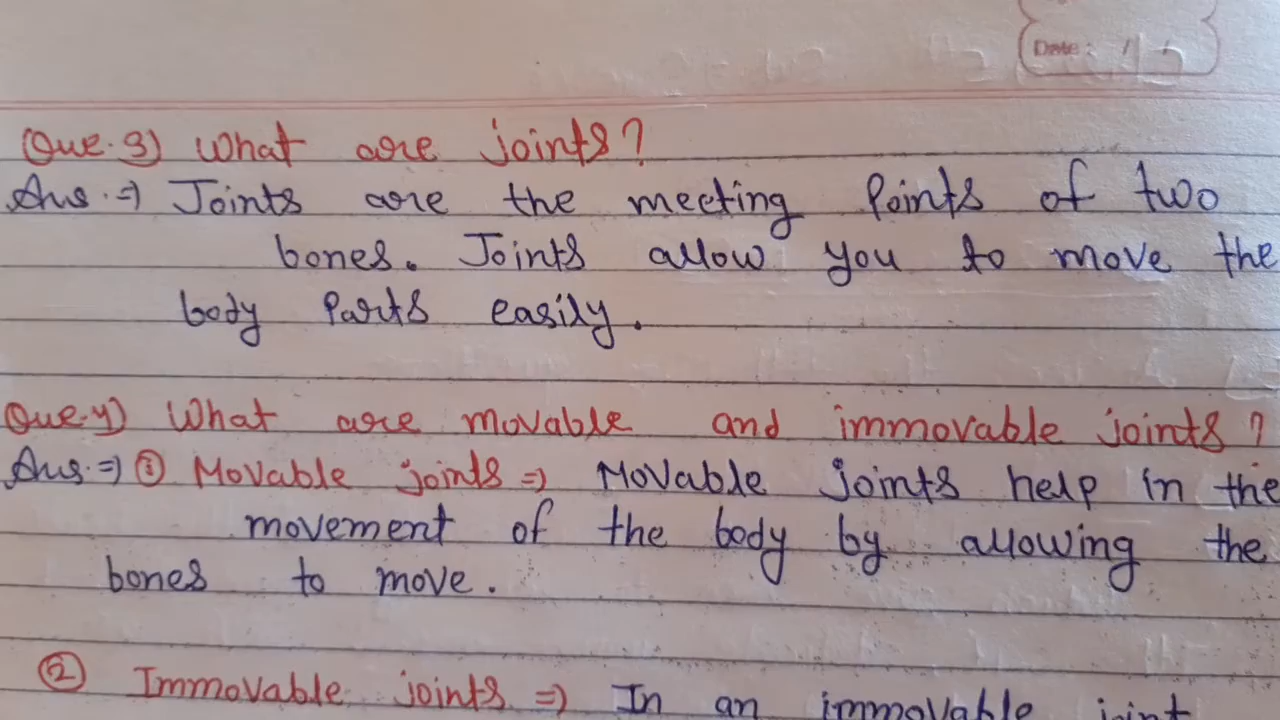 Date: / /
Que.3) What are joints?
Ans.⇒ Joints are the meeting Points of two
bones. Joints allow you to move the
body Parts easily.
Que.4) What are movable and immovable joints?
Ans.⇒ ① Movable joints ⇒ Movable joints help in the
movement of the body by allowing the
bones to move.
② Immovable joints ⇒ In an immovable joint